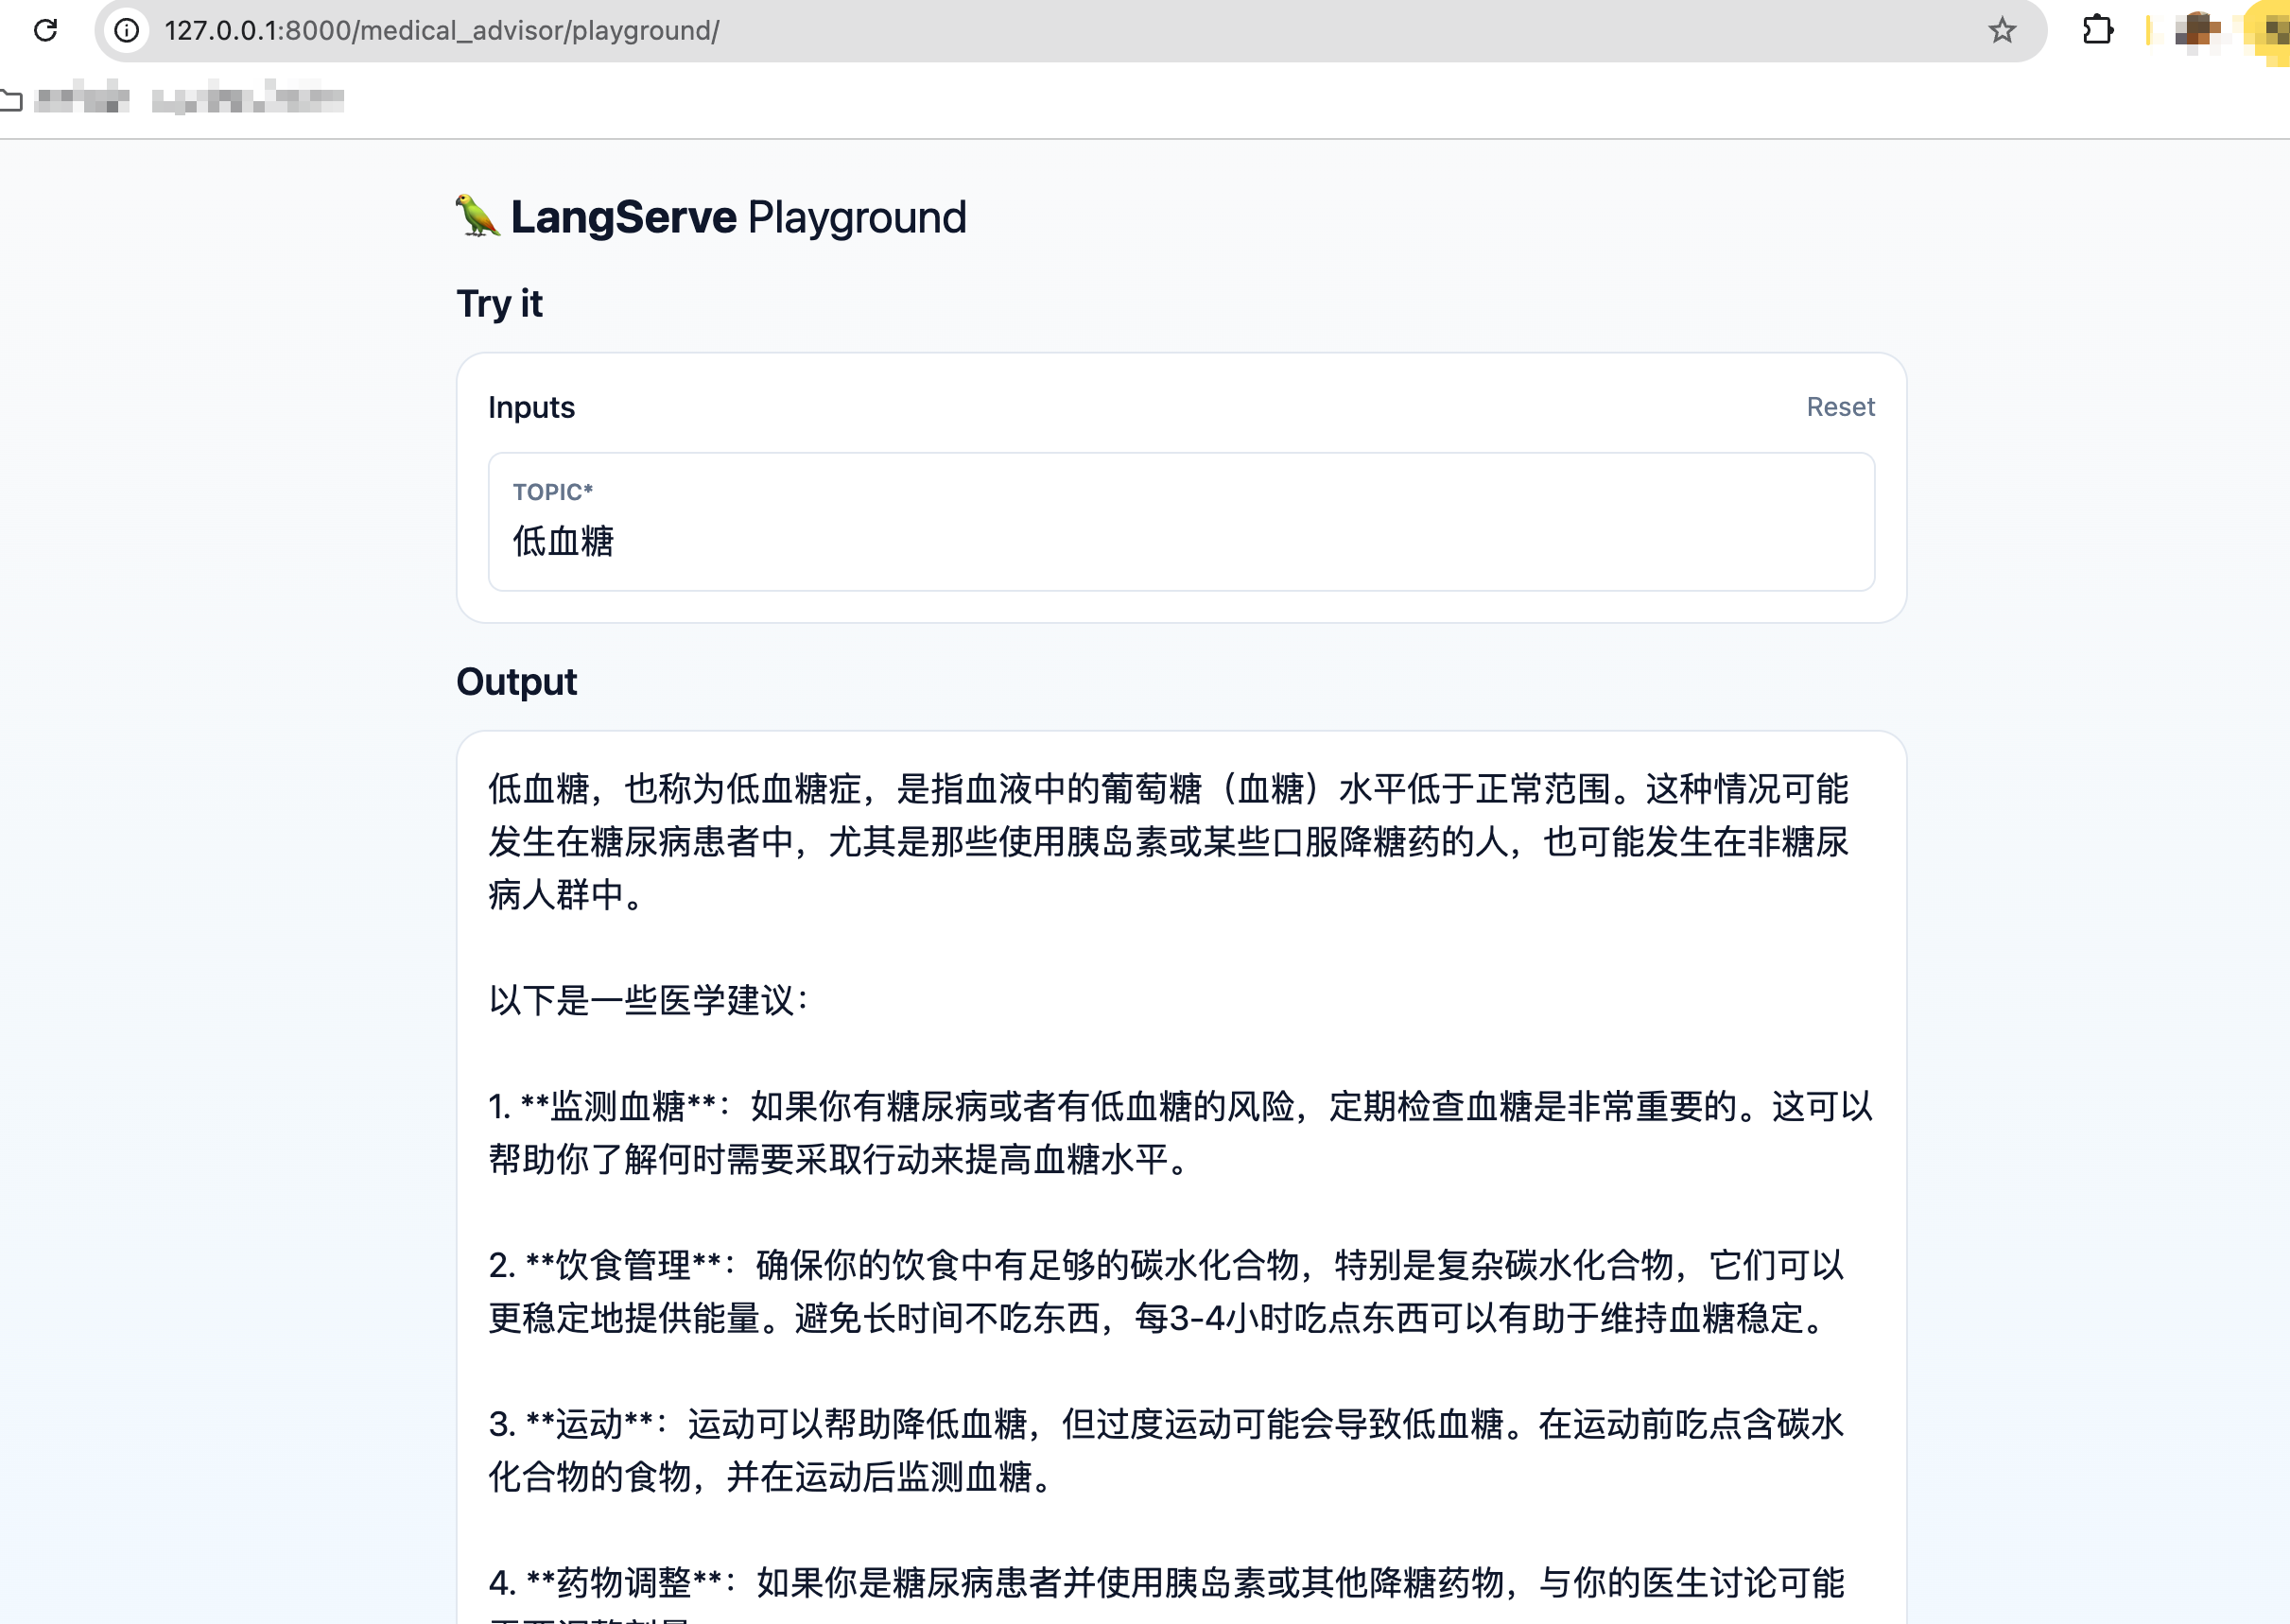 127.0.0.1:8000/medical_advisor/playground/
🦜 LangServe Playground
Try it
Inputs
Reset
TOPIC*
低血糖
Output
低血糖，也称为低血糖症，是指血液中的葡萄糖（血糖）水平低于正常范围。这种情况可能
发生在糖尿病患者中，尤其是那些使用胰岛素或某些口服降糖药的人，也可能发生在非糖尿
病人群中。
以下是一些医学建议：
1. **监测血糖**：如果你有糖尿病或者有低血糖的风险，定期检查血糖是非常重要的。这可以
帮助你了解何时需要采取行动来提高血糖水平。
2. **饮食管理**：确保你的饮食中有足够的碳水化合物，特别是复杂碳水化合物，它们可以
更稳定地提供能量。避免长时间不吃东西，每3-4小时吃点东西可以有助于维持血糖稳定。
3. **运动**：运动可以帮助降低血糖，但过度运动可能会导致低血糖。在运动前吃点含碳水
化合物的食物，并在运动后监测血糖。
4. **药物调整**：如果你是糖尿病患者并使用胰岛素或其他降糖药物，与你的医生讨论可能